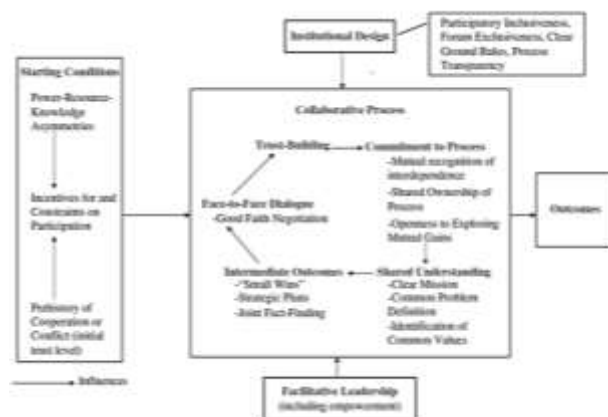 Institutional Design
Participatory Inclusiveness,
Forum Exclusiveness, Clear
Ground Rules, Process
Transparency
Starting Conditions
Power-Resource-
Knowledge
Asymmetries
Incentives for and
Constraints on
Participation
Prehistory of
Cooperation or
Conflict (initial
trust level)
Influences
Collaborative Process
Trust-Building
Commitment to Process
-Mutual recognition of
interdependence
-Shared Ownership of
Process
-Openness to Exploring
Mutual Gains
Face-to-Face Dialogue
-Good Faith Negotiation
Intermediate Outcomes
-"Small Wins"
-Strategic Plans
-Joint Fact-Finding
Shared Understanding
-Clear Mission
-Common Problem
Definition
-Identification of
Common Values
Outcomes
Facilitative Leadership
(including empowerment)